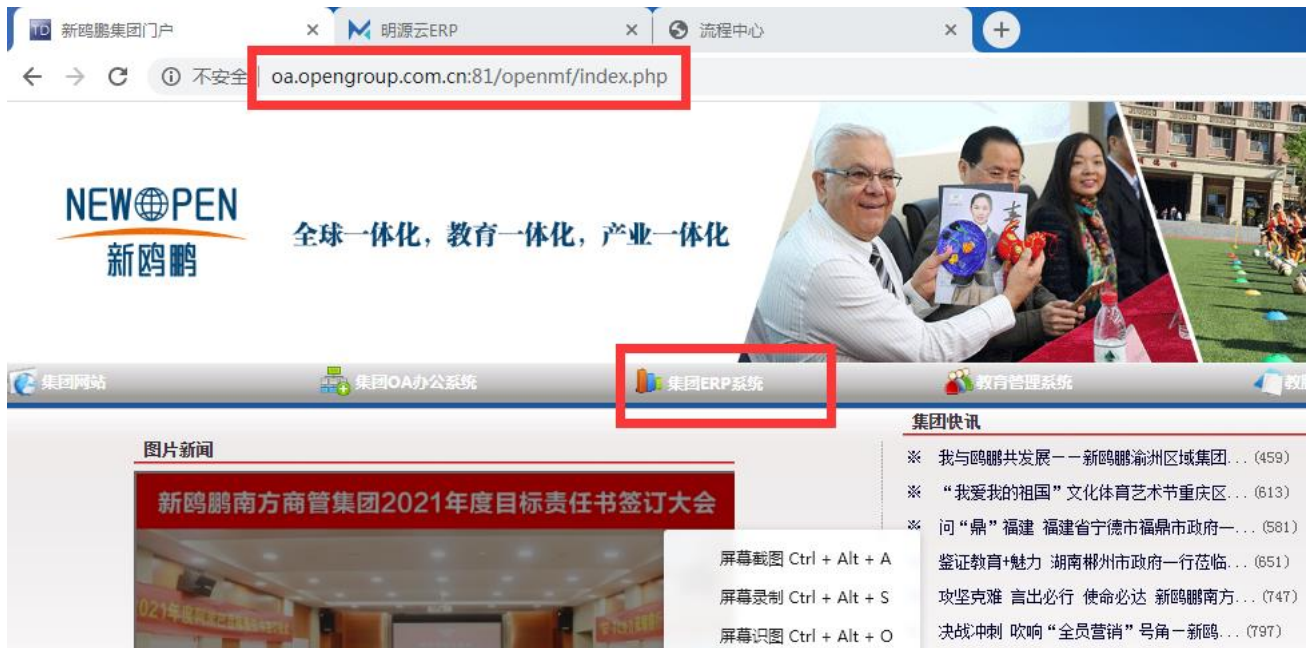 TD 新鸥鹏集团门户
明源云ERP
流程中心
不安全 oa.opengroup.com.cn:81/openmf/index.php
NEW OPEN
新鸥鹏
全球一体化，教育一体化，产业一体化
集团网站
集团OA办公系统
集团ERP系统
教育管理系统
图片新闻
新鸥鹏南方商管集团2021年度目标责任书签订大会
集团快讯
※ 我与鸥鹏共发展——新鸥鹏渝洲区域集团... (459)
※ “我爱我的祖国”文化体育艺术节重庆区... (613)
※ 问“鼎”福建 福建省宁德市福鼎市政府一... (581)
鉴证教育+魅力 湖南郴州市政府一行莅临... (651)
攻坚克难 言出必行 使命必达 新鸥鹏南方... (747)
决战冲刺 吹响“全员营销”号角－新鸥... (797)
屏幕截图 Ctrl + Alt + A
屏幕录制 Ctrl + Alt + S
屏幕识图 Ctrl + Alt + O